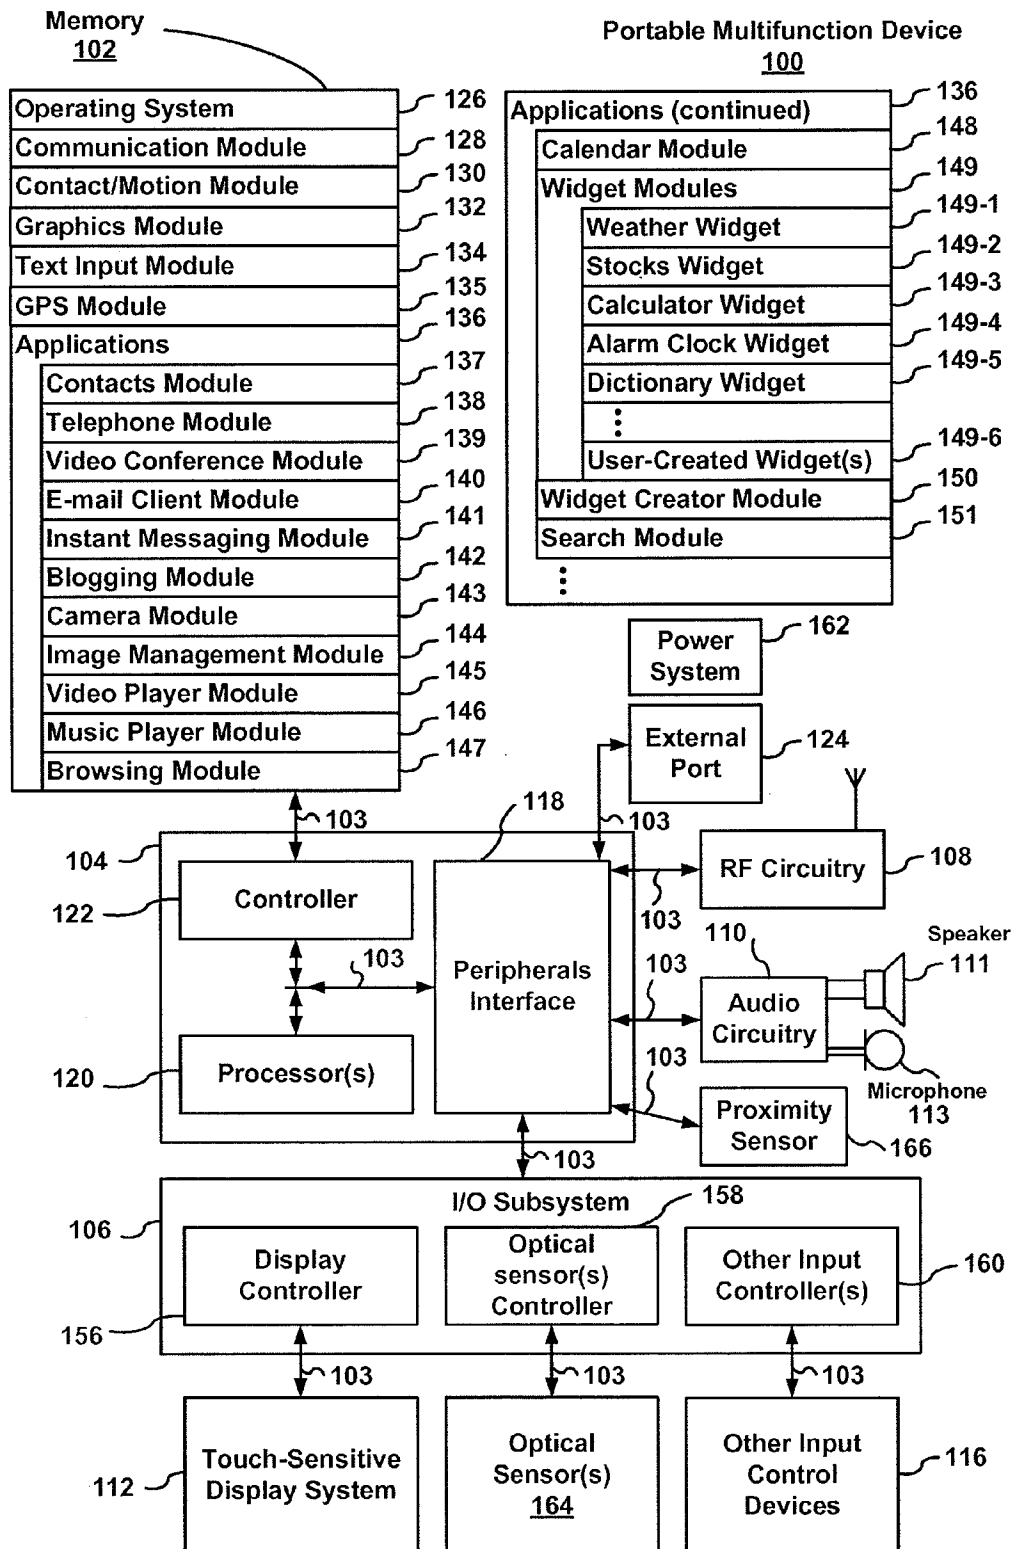 Memory
102
Portable Multifunction Device
100
Operating System
126
Communication Module
128
Contact/Motion Module
130
Graphics Module
132
Text Input Module
134
GPS Module
135
Applications
136
Contacts Module
137
Telephone Module
138
Video Conference Module
139
E-mail Client Module
140
Instant Messaging Module
141
Blogging Module
142
Camera Module
143
Image Management Module
144
Video Player Module
145
Music Player Module
146
Browsing Module
147
Applications (continued)
136
Calendar Module
148
Widget Modules
149
Weather Widget
149-1
Stocks Widget
149-2
Calculator Widget
149-3
Alarm Clock Widget
149-4
Dictionary Widget
149-5
User-Created Widget(s)
149-6
Widget Creator Module
150
Search Module
151
Power
System
162
External
Port
124
103
118
103
104
Controller
122
RF Circuitry
108
103
103
Peripherals
Interface
Processor(s)
120
110
Speaker
111
103
Audio
Circuitry
103
Microphone
113
Proximity
Sensor
166
103
I/O Subsystem
106
158
Display
Controller
156
Optical
sensor(s)
Controller
Other Input
Controller(s)
160
103
103
103
Touch-Sensitive
Display System
112
Optical
Sensor(s)
164
Other Input
Control
Devices
116